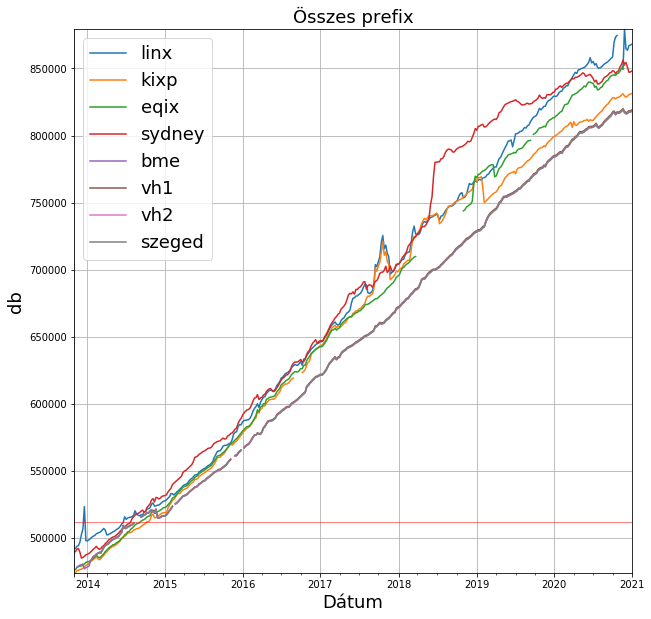 Összes prefix
linx
kixp
eqix
sydney
bme
vh1
vh2
szeged
db
850000
800000
750000
700000
650000
600000
550000
500000
2014 2015 2016 2017 2018 2019 2020 2021
Dátum